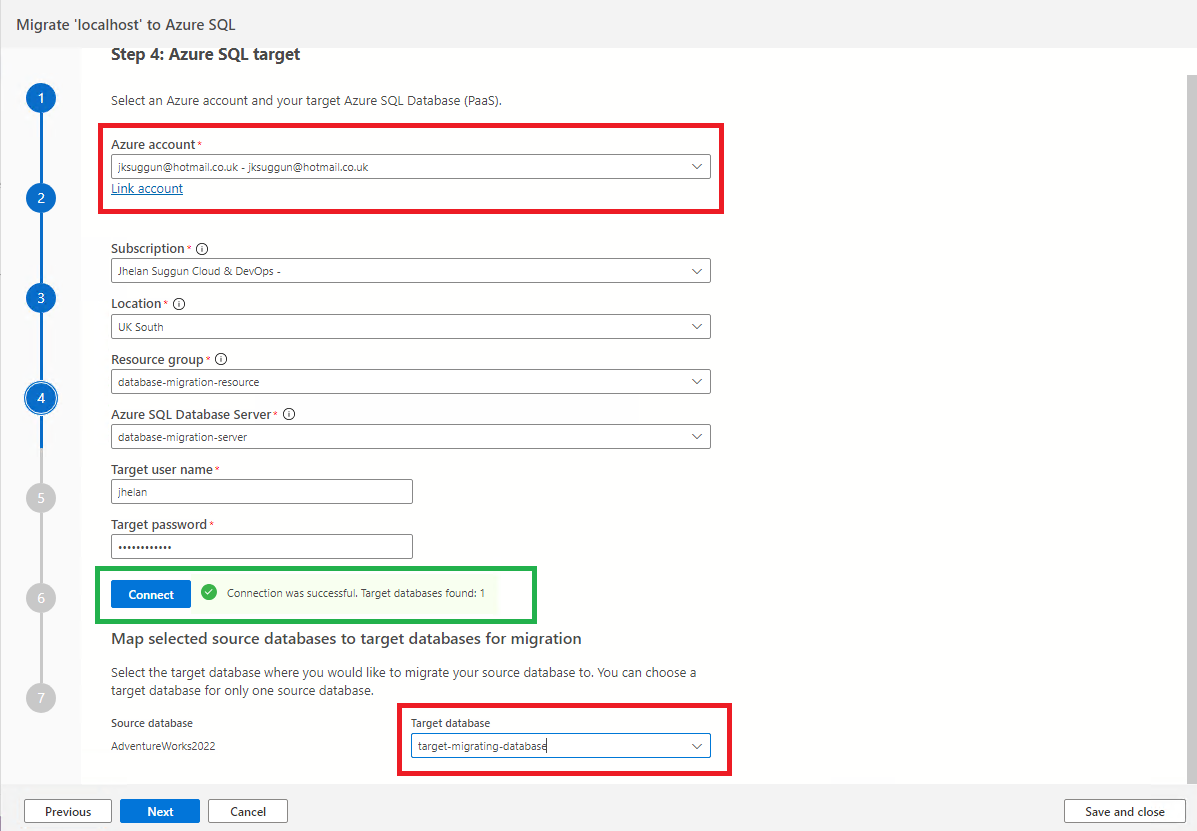 Migrate 'localhost' to Azure SQL
Step 4: Azure SQL target
Select an Azure account and your target Azure SQL Database (PaaS).
1
Azure account*
jksuggun@hotmail.co.uk - jksuggun@hotmail.co.uk
Link account
2
Subscription*
Jhelan Suggun Cloud & DevOps -
3
Location*
UK South
Resource group*
database-migration-resource
4
Azure SQL Database Server*
database-migration-server
Target user name*
jhelan
5
Target password*
••••••••••••
Connect
Connection was successful. Target databases found: 1
6
Map selected source databases to target databases for migration
Select the target database where you would like to migrate your source database to. You can choose a
target database for only one source database.
7
Source database
Target database
AdventureWorks2022
target-migrating-database
Previous
Next
Cancel
Save and close